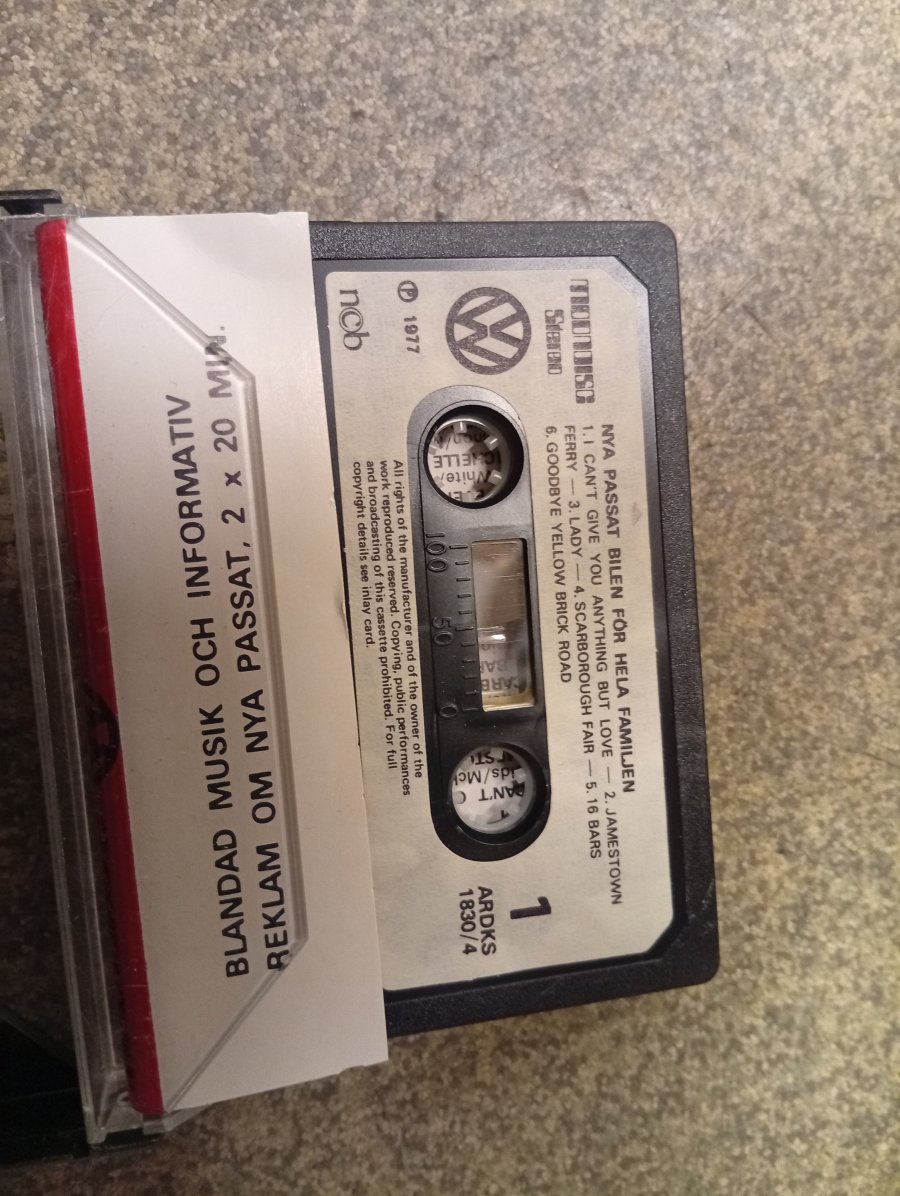 moondisc
Stereo
NYA PASSAT BILEN FÖR HELA FAMILJEN
1. I CAN'T GIVE YOU ANYTHING BUT LOVE — 2. JAMESTOWN
FERRY — 3. LADY — 4. SCARBOROUGH FAIR — 5. 16 BARS
6. GOODBYE YELLOW BRICK ROAD
VW
℗ 1977
ncb
1
ARDKS
1830/4
100 50 0
All rights of the manufacturer and of the owner of the
work reproduced reserved. Copying, public performances
and broadcasting of this cassette prohibited. For full
copyright details see inlay card.
BLANDAD MUSIK OCH INFORMATIV
REKLAM OM NYA PASSAT, 2 x 20 MIN.